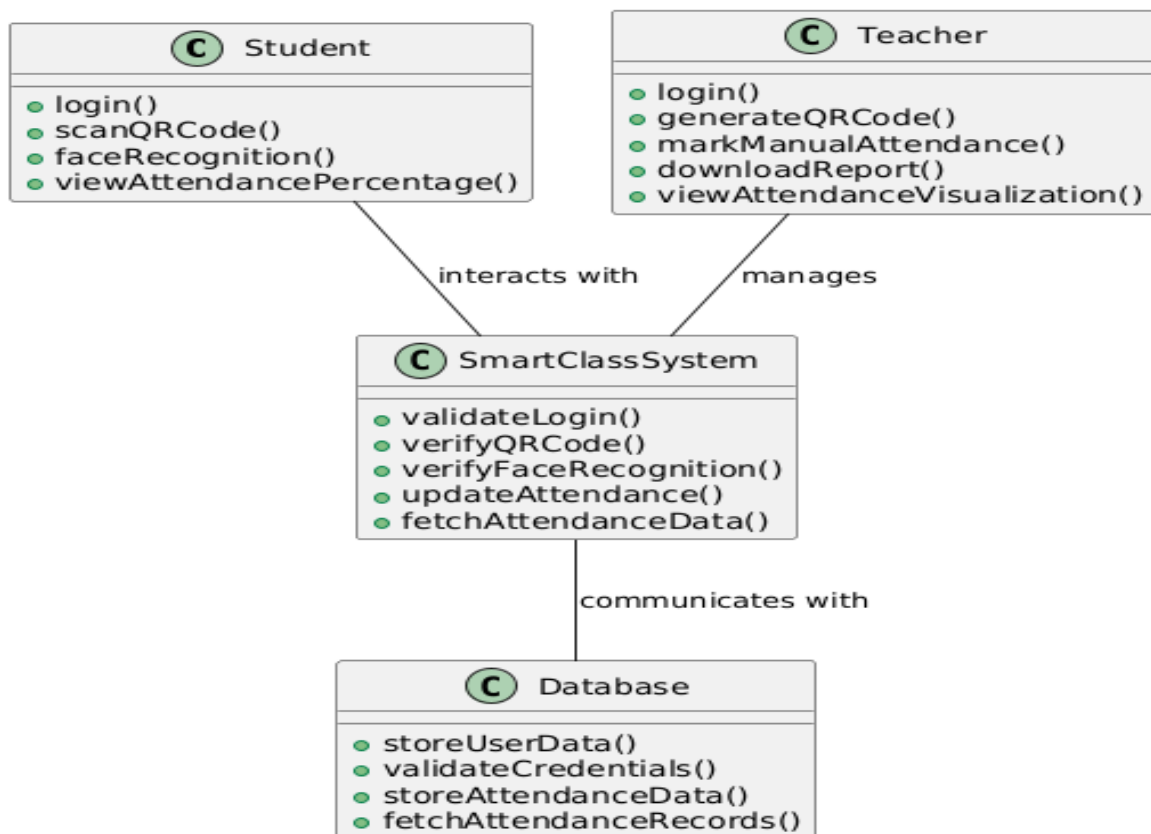 C Student
login()
scanQRCode()
faceRecognition()
viewAttendancePercentage()
C Teacher
login()
generateQRCode()
markManualAttendance()
downloadReport()
viewAttendanceVisualization()
interacts with
manages
C SmartClassSystem
validateLogin()
verifyQRCode()
verifyFaceRecognition()
updateAttendance()
fetchAttendanceData()
communicates with
C Database
storeUserData()
validateCredentials()
storeAttendanceData()
fetchAttendanceRecords()